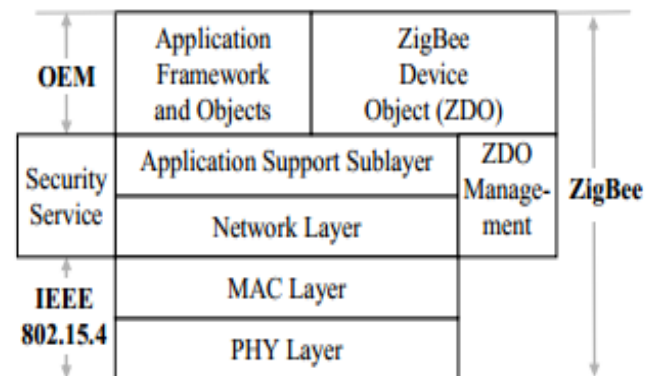 OEM
Application
Framework
and Objects
ZigBee
Device
Object (ZDO)
Security
Service
Application Support Sublayer
Network Layer
ZDO
Manage-
ment
ZigBee
IEEE
802.15.4
MAC Layer
PHY Layer